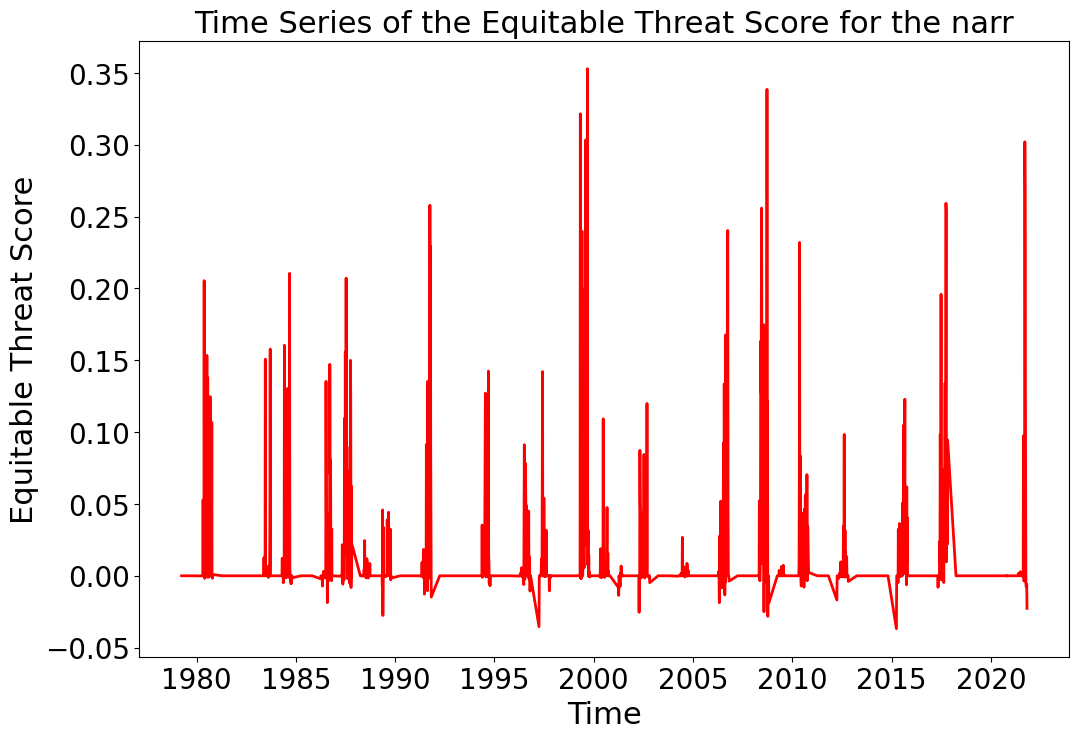 Time Series of the Equitable Threat Score for the narr
Equitable Threat Score
0.35
0.30
0.25
0.20
0.15
0.10
0.05
0.00
−0.05
1980 1985 1990 1995 2000 2005 2010 2015 2020
Time